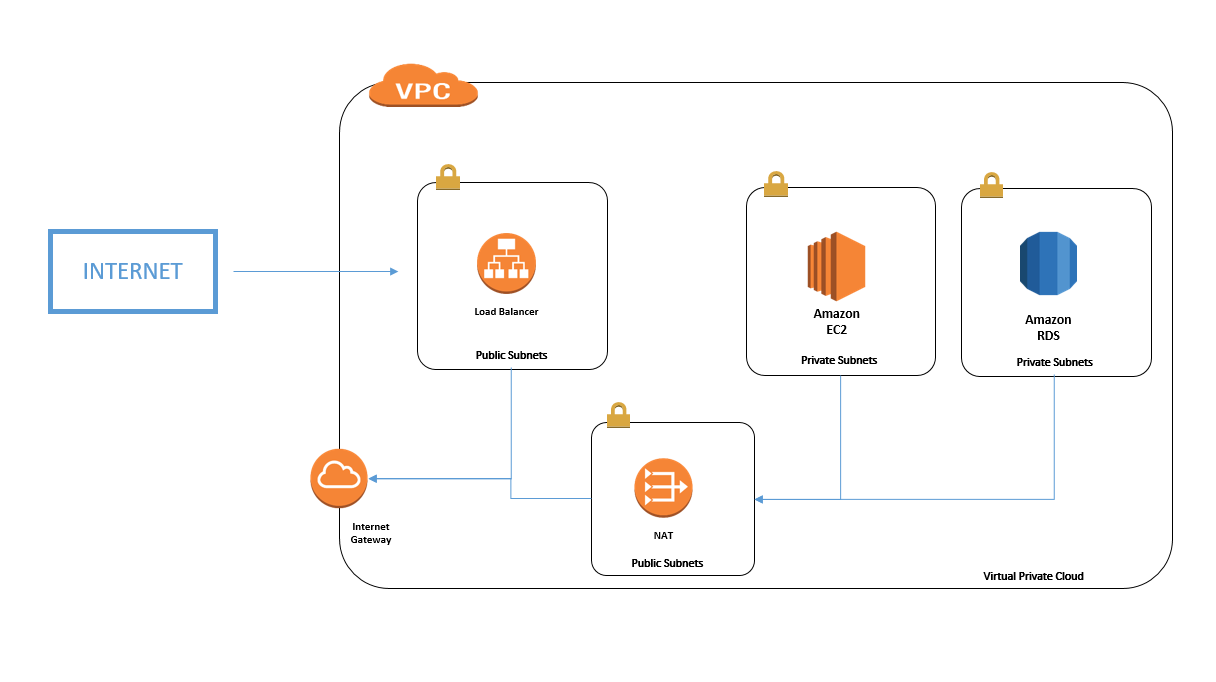 VPC
INTERNET
Load Balancer
Public Subnets
Amazon
EC2
Private Subnets
Amazon
RDS
Private Subnets
Internet
Gateway
NAT
Public Subnets
Virtual Private Cloud